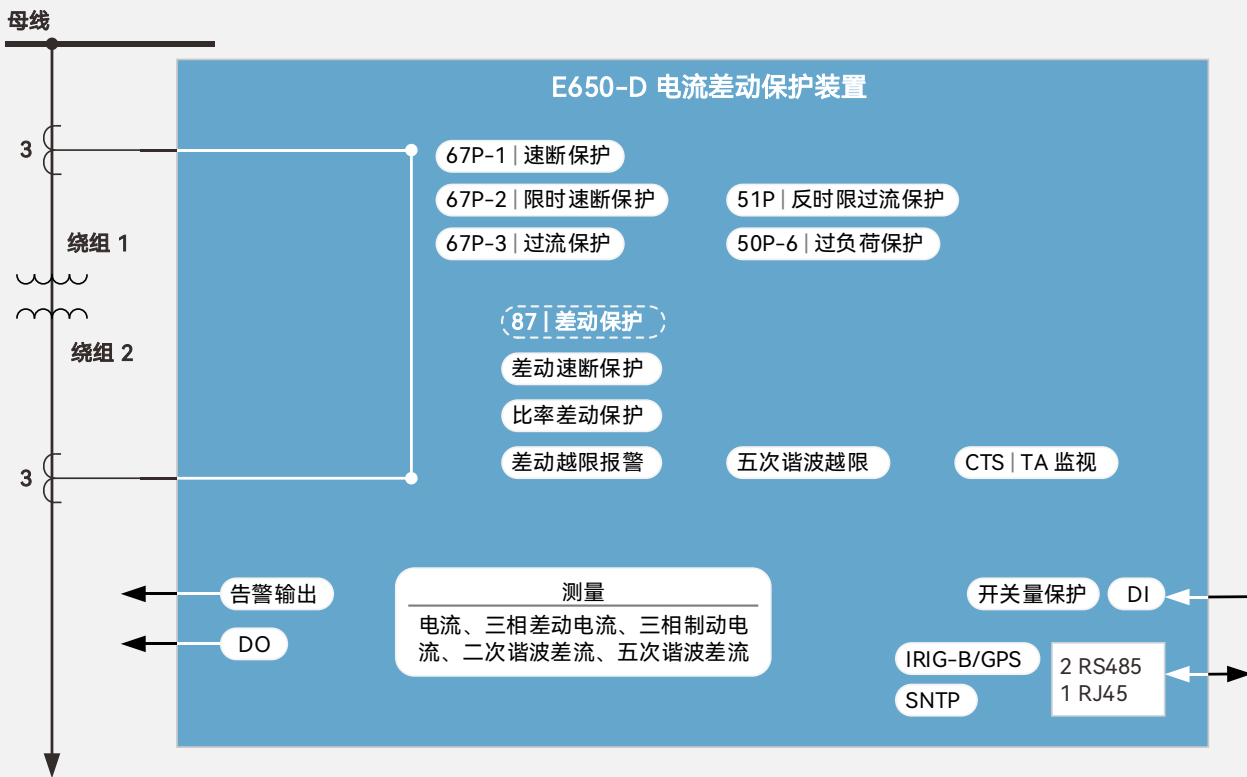 母线
E650-D 电流差动保护装置
3
67P-1 | 速断保护
67P-2 | 限时速断保护
51P | 反时限过流保护
67P-3 | 过流保护
50P-6 | 过负荷保护
绕组 1
绕组 2
87 | 差动保护
差动速断保护
比率差动保护
3
差动越限报警
五次谐波越限
CTS | TA 监视
告警输出
DO
测量
电流、三相差动电流、三相制动电
流、二次谐波差流、五次谐波差流
开关量保护
DI
IRIG-B/GPS
SNTP
2 RS485
1 RJ45